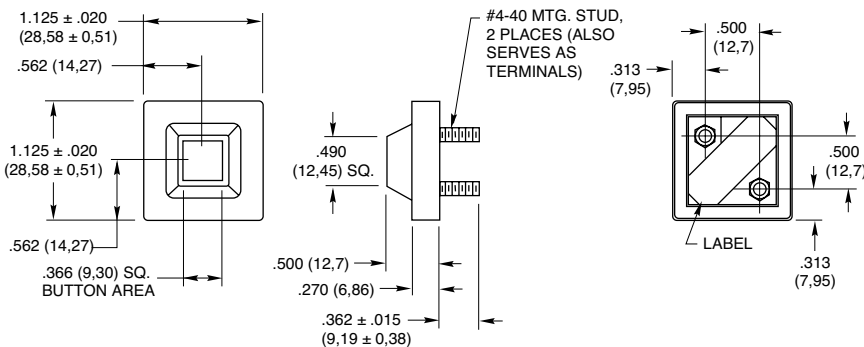 1.125 ± .020
(28,58 ± 0,51)
.562 (14,27)
1.125 ± .020
(28,58 ± 0,51)
.562 (14,27)
.366 (9,30) SQ.
BUTTON AREA
#4-40 MTG. STUD,
2 PLACES (ALSO
SERVES AS
TERMINALS)
.490
(12,45) SQ.
.500 (12,7)
.270 (6,86)
.362 ± .015
(9,19 ± 0,38)
.500
(12,7)
.313
(7,95)
.500
(12,7)
LABEL
.313
(7,95)